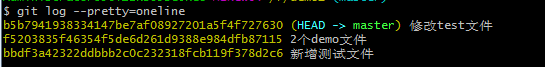 $ git log --pretty=oneline
b5b7941938334147be7af08927201a5f4f727630 (HEAD -> master) 修改test文件
f5203835f46354f5de6d261d9388e984dfb87115 2个demo文件
bbdf3a42322ddbbb2c0c232318fcb119f378d2c6 新增测试文件